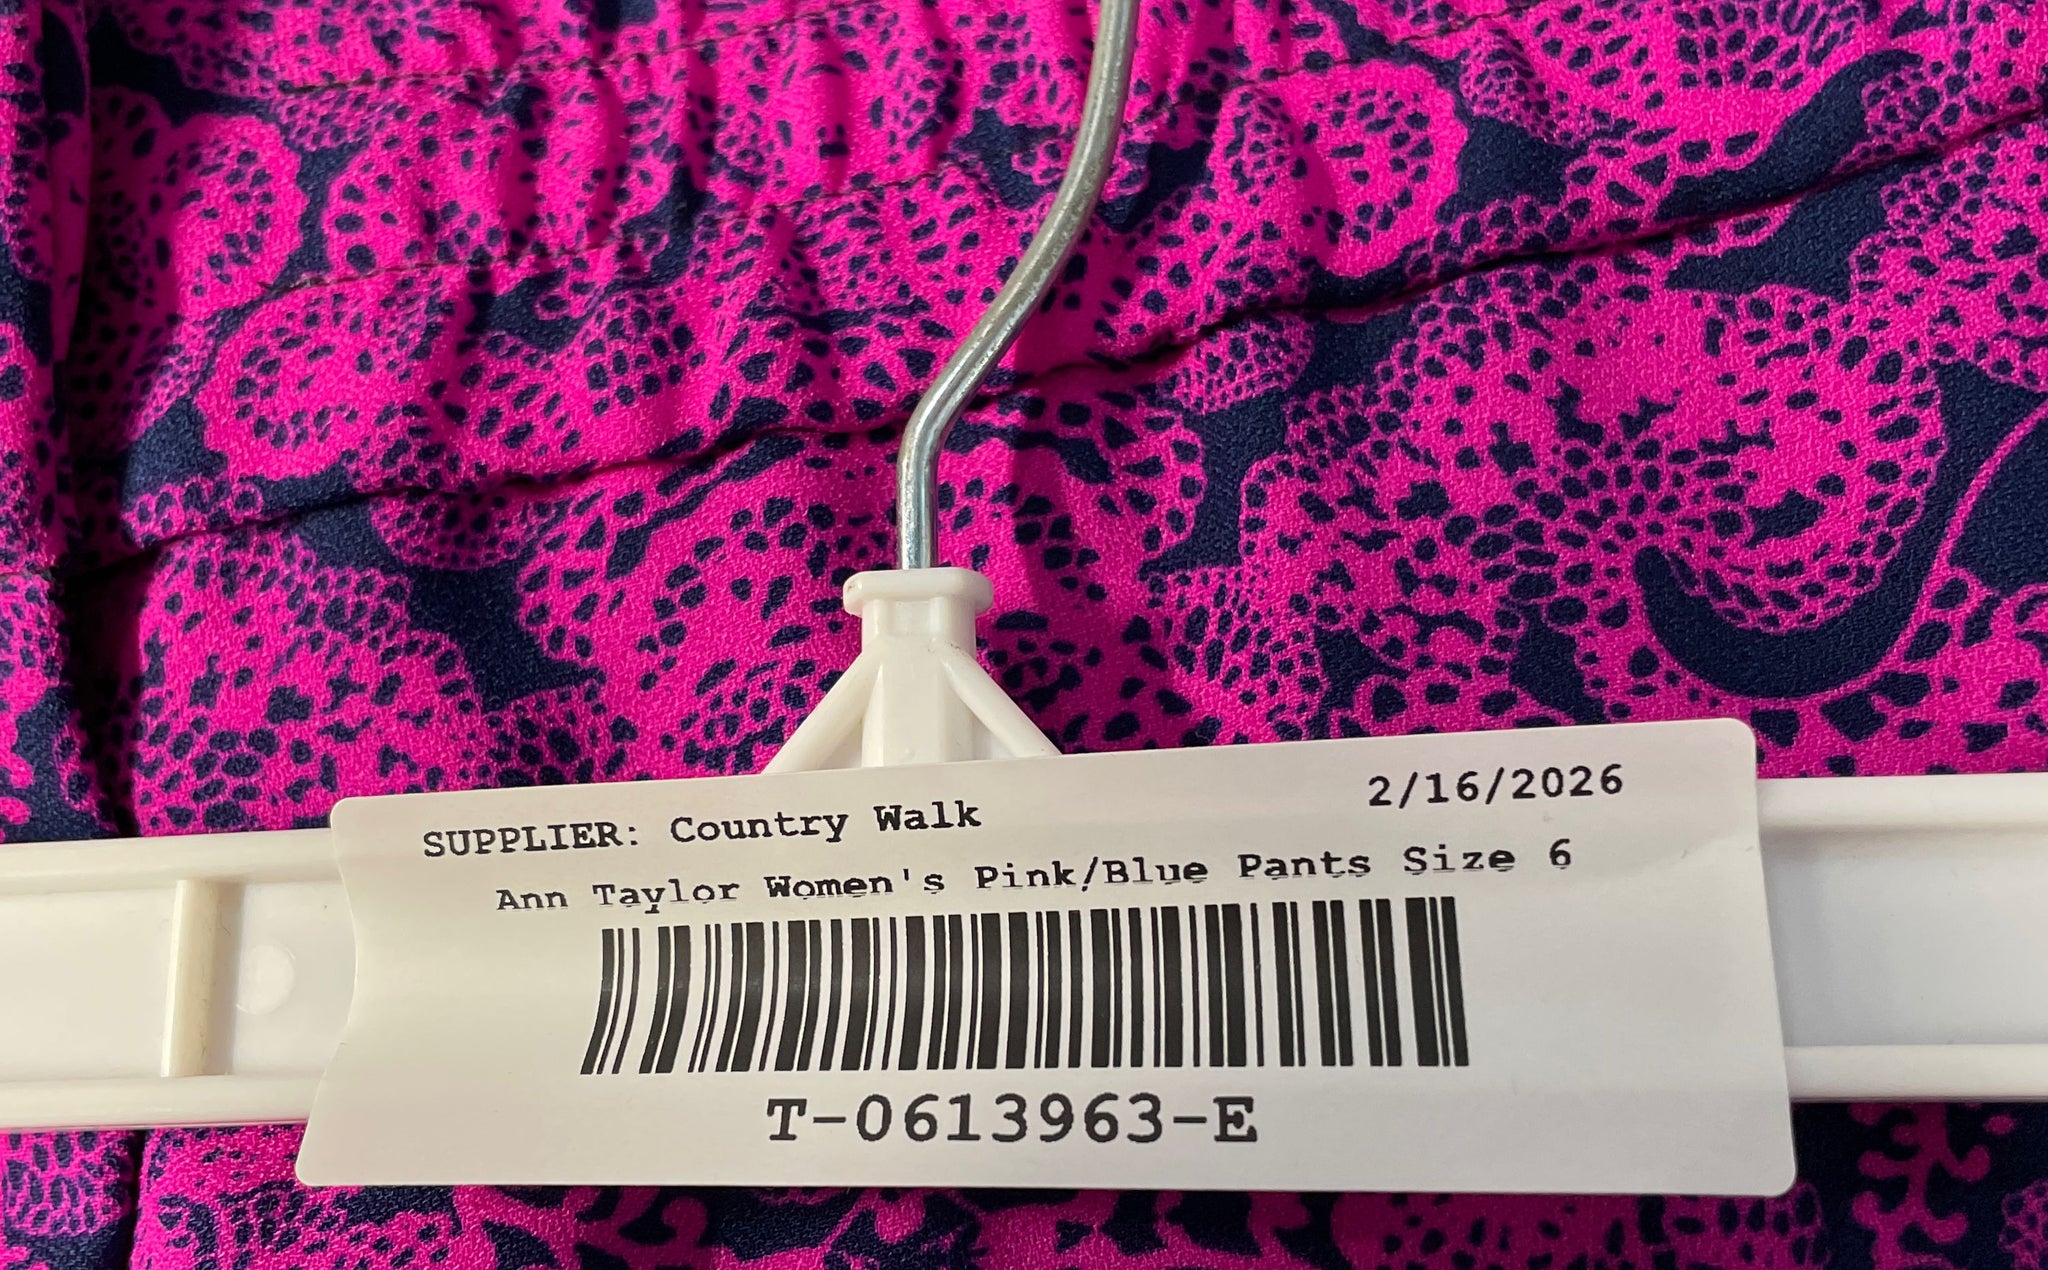 SUPPLIER: Country Walk 2/16/2026
Ann Taylor Women's Pink/Blue Pants Size 6
T-0613963-E